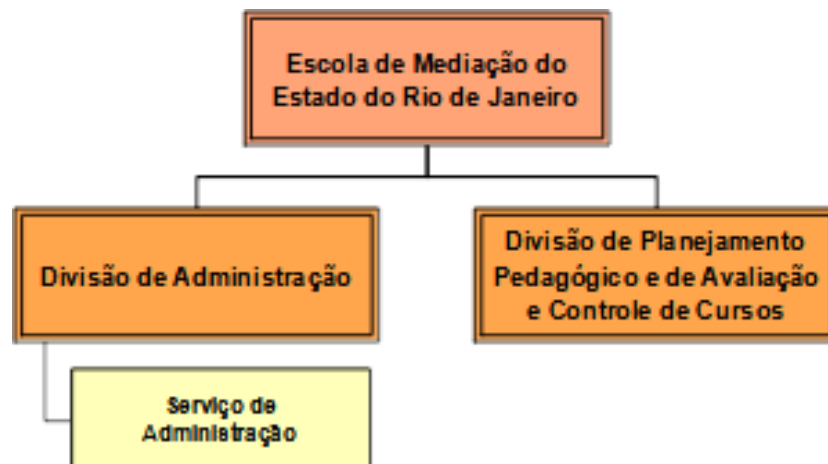 Escola de Mediação do
Estado do Rio de Janeiro
Divisão de Administração
Divisão de Planejamento
Pedagógico e de Avaliação
e Controle de Cursos
Serviço de
Administração